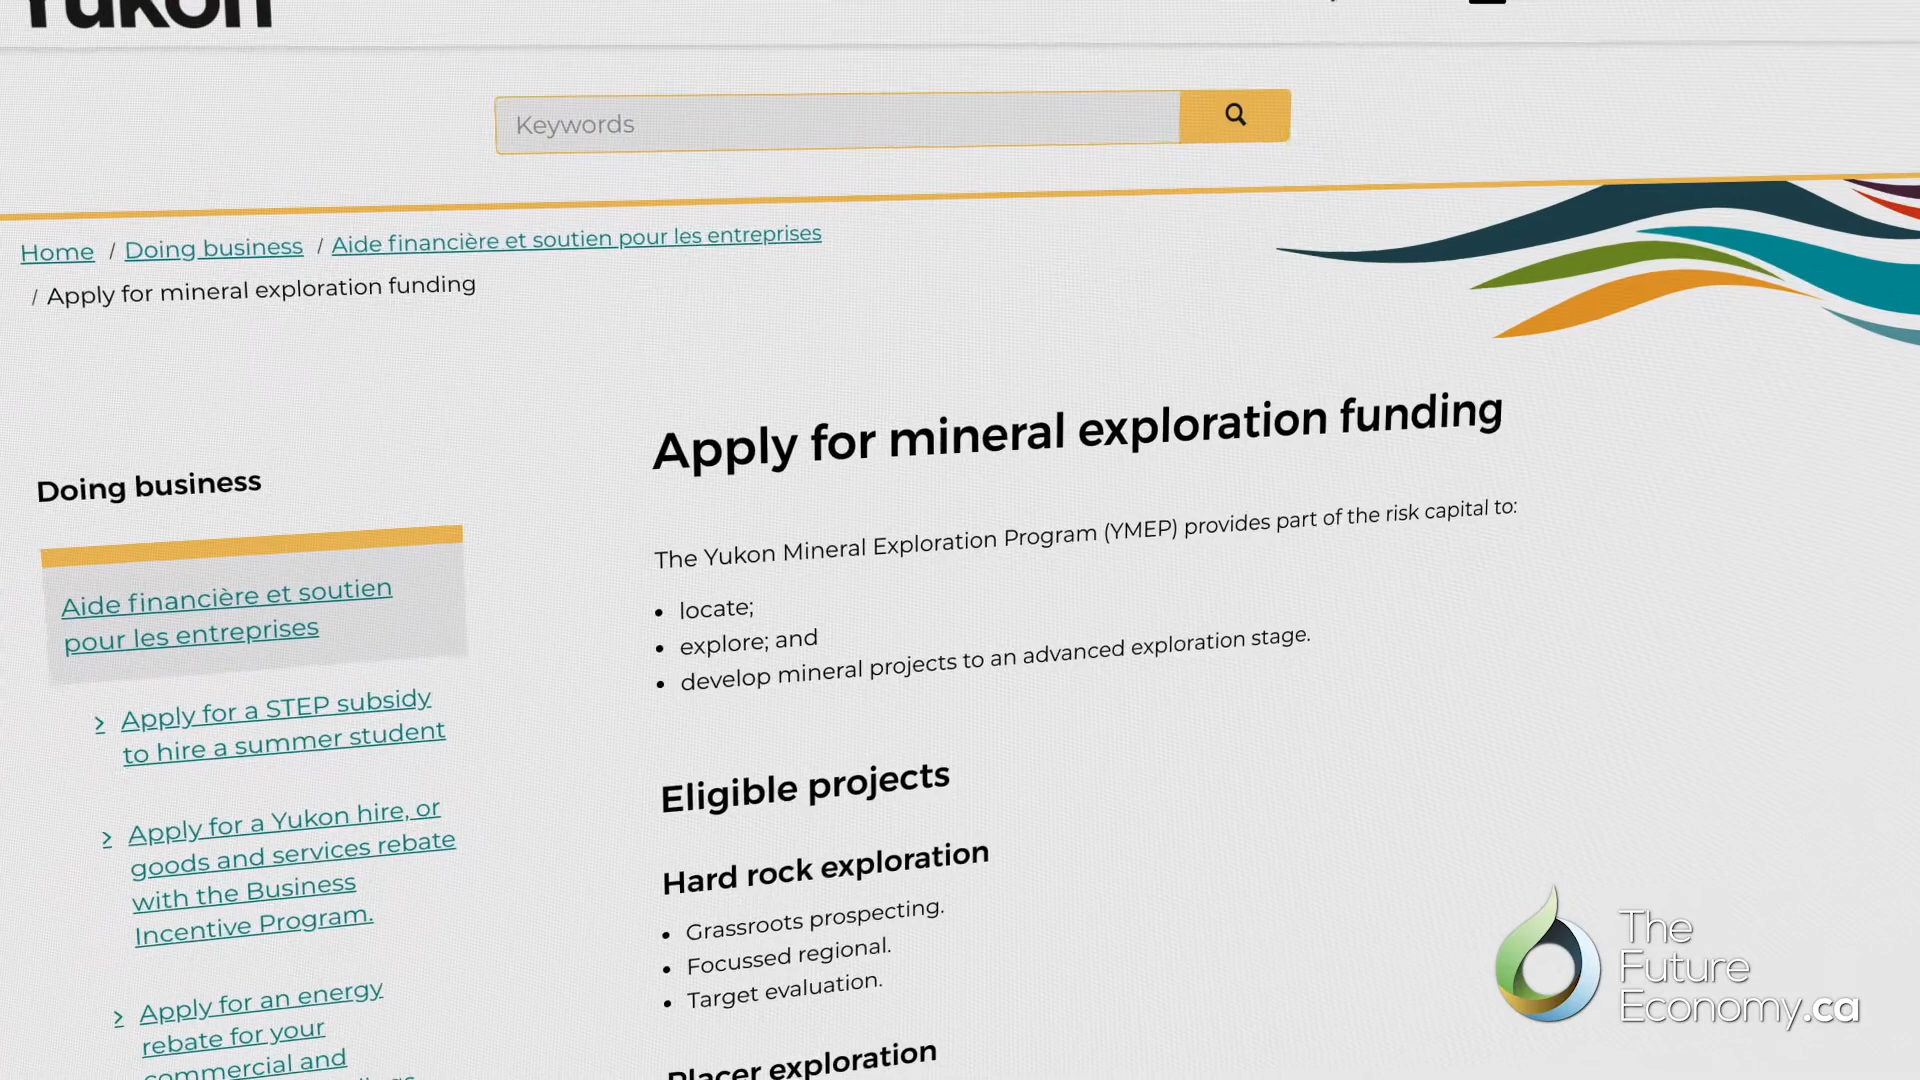 Yukon
Keywords
Home / Doing business / Aide financière et soutien pour les entreprises
/ Apply for mineral exploration funding
Apply for mineral exploration funding
The Yukon Mineral Exploration Program (YMEP) provides part of the risk capital to:
• locate;
• explore; and
• develop mineral projects to an advanced exploration stage.
Doing business
Aide financière et soutien
pour les entreprises
> Apply for a STEP subsidy
to hire a summer student
> Apply for a Yukon hire, or
goods and services rebate
with the Business
Incentive Program.
> Apply for an energy
rebate for your
commercial and
Eligible projects
Hard rock exploration
• Grassroots prospecting.
• Focussed regional.
• Target evaluation.
Placer exploration
The
Future
Economy.ca